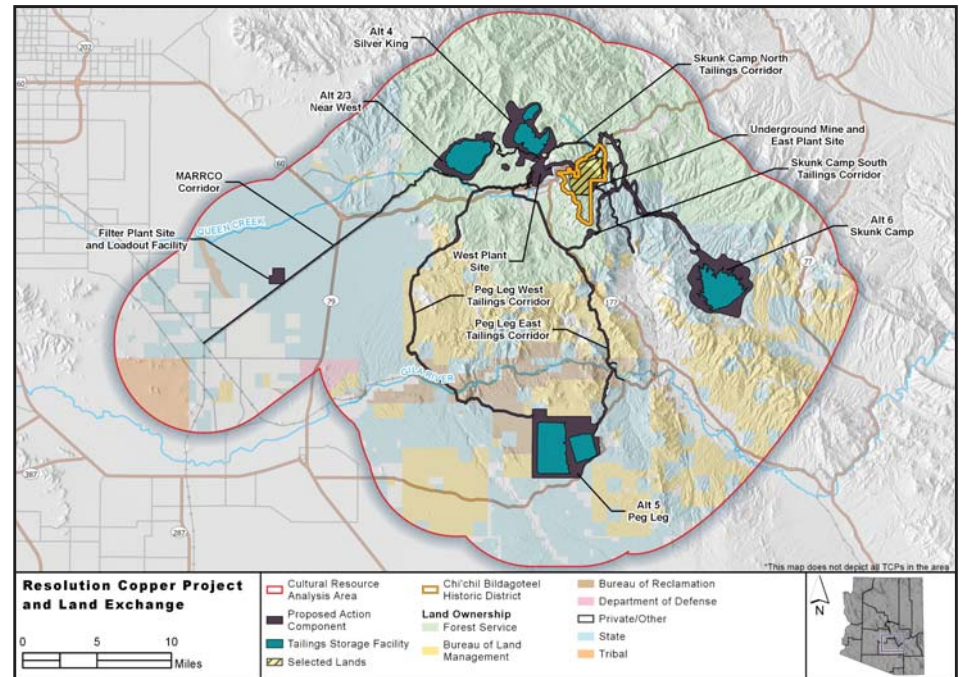 202
60
Alt 4
Silver King
Skunk Camp North
Tailings Corridor
Alt 2/3
Near West
Underground Mine and
East Plant Site
60
Skunk Camp South
Tailings Corridor
MARRCO
Corridor
QUEEN CREEK
Filter Plant Site
and Loadout Facility
Alt 6
Skunk Camp
West Plant
Site
77
79
Peg Leg West
Tailings Corridor
177
Peg Leg East
Tailings Corridor
GILA RIVER
387
Alt 5
Peg Leg
287
*This map does not depict all TCPs in the area
Resolution Copper Project
and Land Exchange
0 5 10
Miles
Cultural Resource
Analysis Area
Proposed Action
Component
Tailings Storage Facility
Selected Lands
Chi'chil Bildagoteel
Historic District
Land Ownership
Forest Service
Bureau of Land
Management
Bureau of Reclamation
Department of Defense
Private/Other
State
Tribal
N